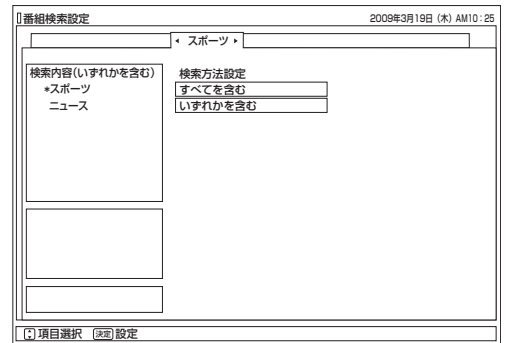 番組検索設定
2009年3月19日 (木) AM10:25
スポーツ
検索内容(いずれかを含む)
*スポーツ
ニュース
検索方法設定
すべてを含む
いずれかを含む
項目選択 決定 設定